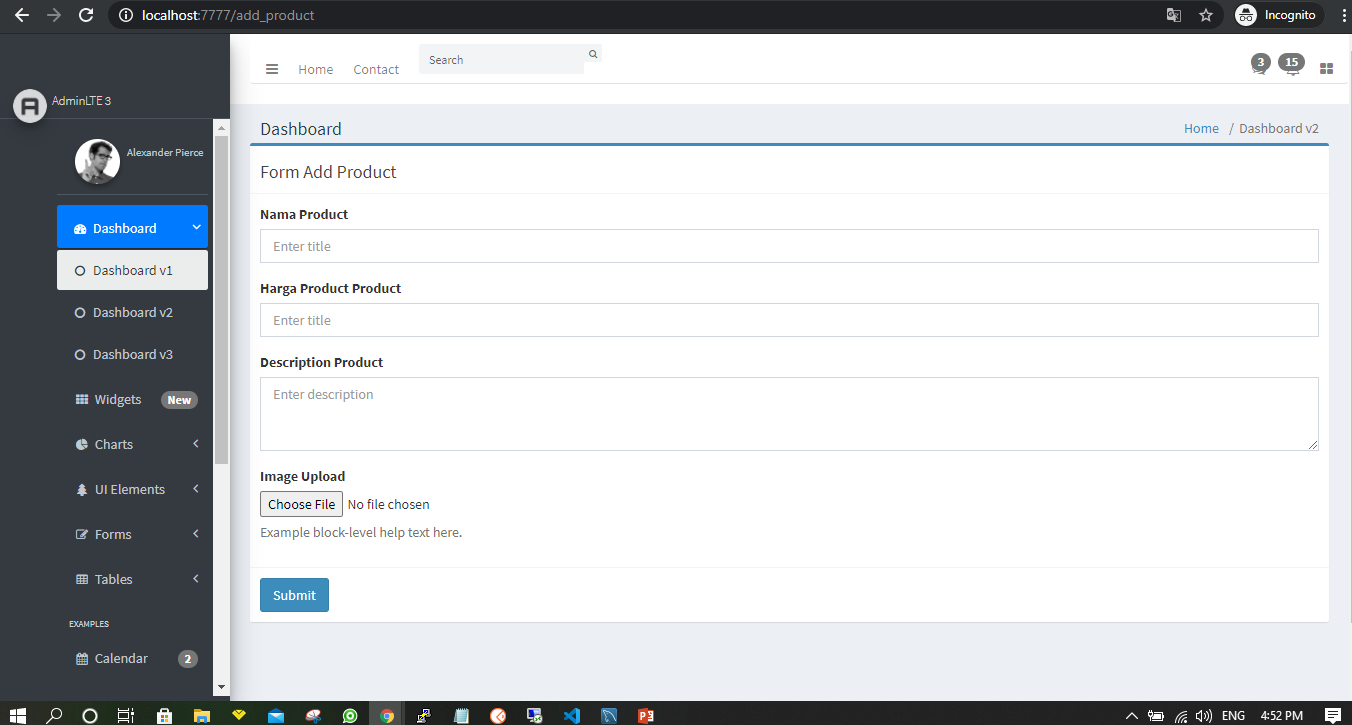 localhost:7777/add_product
Incognito
AdminLTE 3
Home
Contact
Search
3
15
Alexander Pierce
Dashboard
Dashboard v1
Dashboard v2
Dashboard v3
Widgets
New
Charts
UI Elements
Forms
Tables
EXAMPLES
Calendar
2
Dashboard
Home / Dashboard v2
Form Add Product
Nama Product
Enter title
Harga Product Product
Enter title
Description Product
Enter description
Image Upload
Choose File No file chosen
Example block-level help text here.
Submit
ENG
4:52 PM